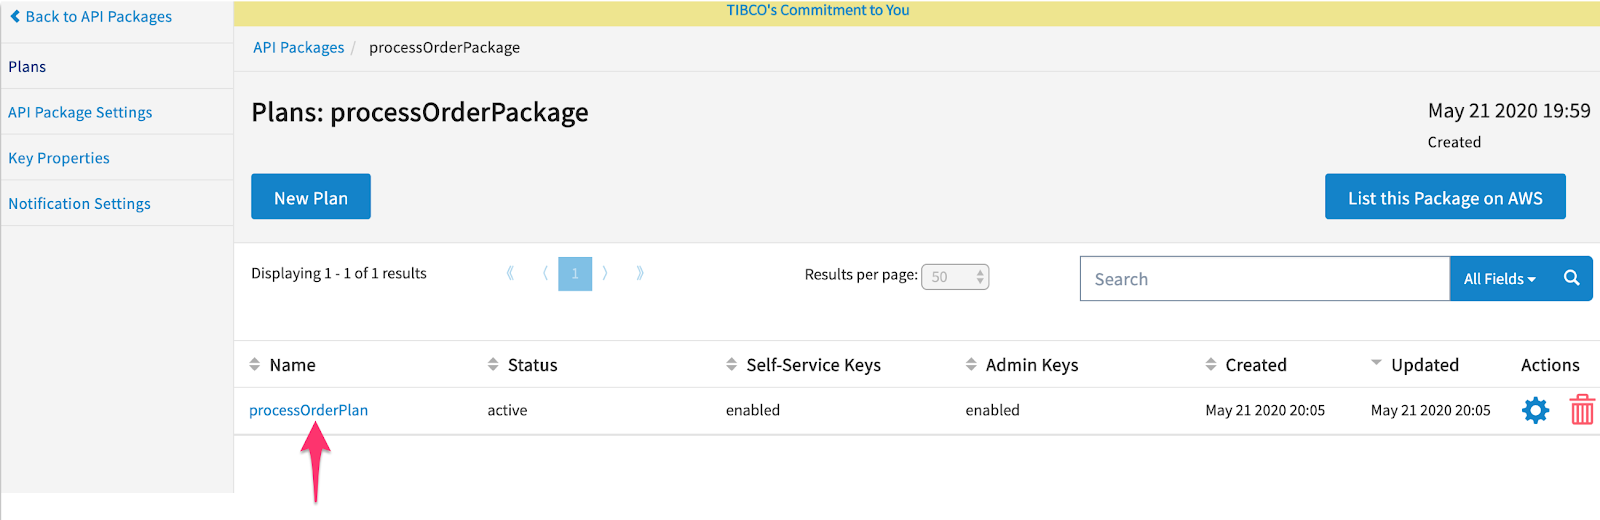 Back to API Packages
Plans
API Package Settings
Key Properties
Notification Settings
TIBCO's Commitment to You
API Packages / processOrderPackage
Plans: processOrderPackage
May 21 2020 19:59
Created
New Plan
List this Package on AWS
Displaying 1 - 1 of 1 results
1
Results per page: 50
Search
All Fields
Name Status Self-Service Keys Admin Keys Created Updated Actions
processOrderPlan active enabled enabled May 21 2020 20:05 May 21 2020 20:05